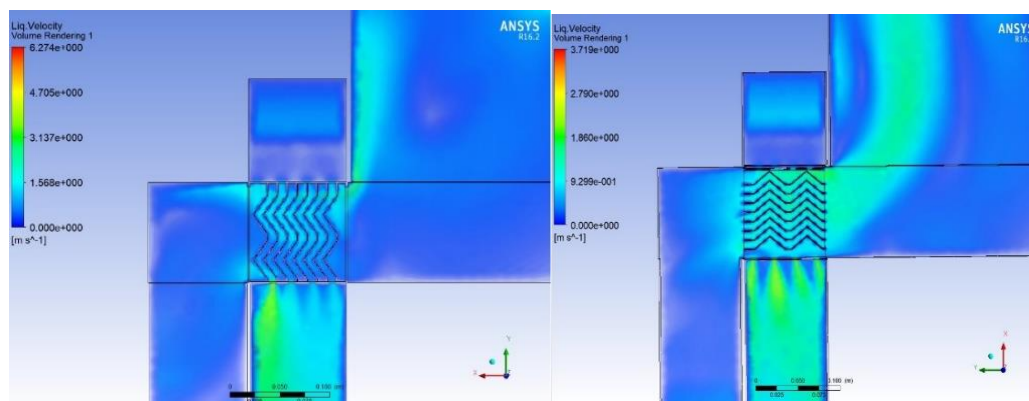 Liq.Velocity
Volume Rendering 1
6.274e+000
4.705e+000
3.137e+000
1.568e+000
0.000e+000
[m s^-1]
ANSYS
R16.2
0
0.050
0.100 (m)
Y
X
Z
Liq.Velocity
Volume Rendering 1
3.719e+000
2.790e+000
1.860e+000
9.299e-001
0.000e+000
[m s^-1]
ANSYS
0
0.050
0.100 (m)
0.025
X
Y